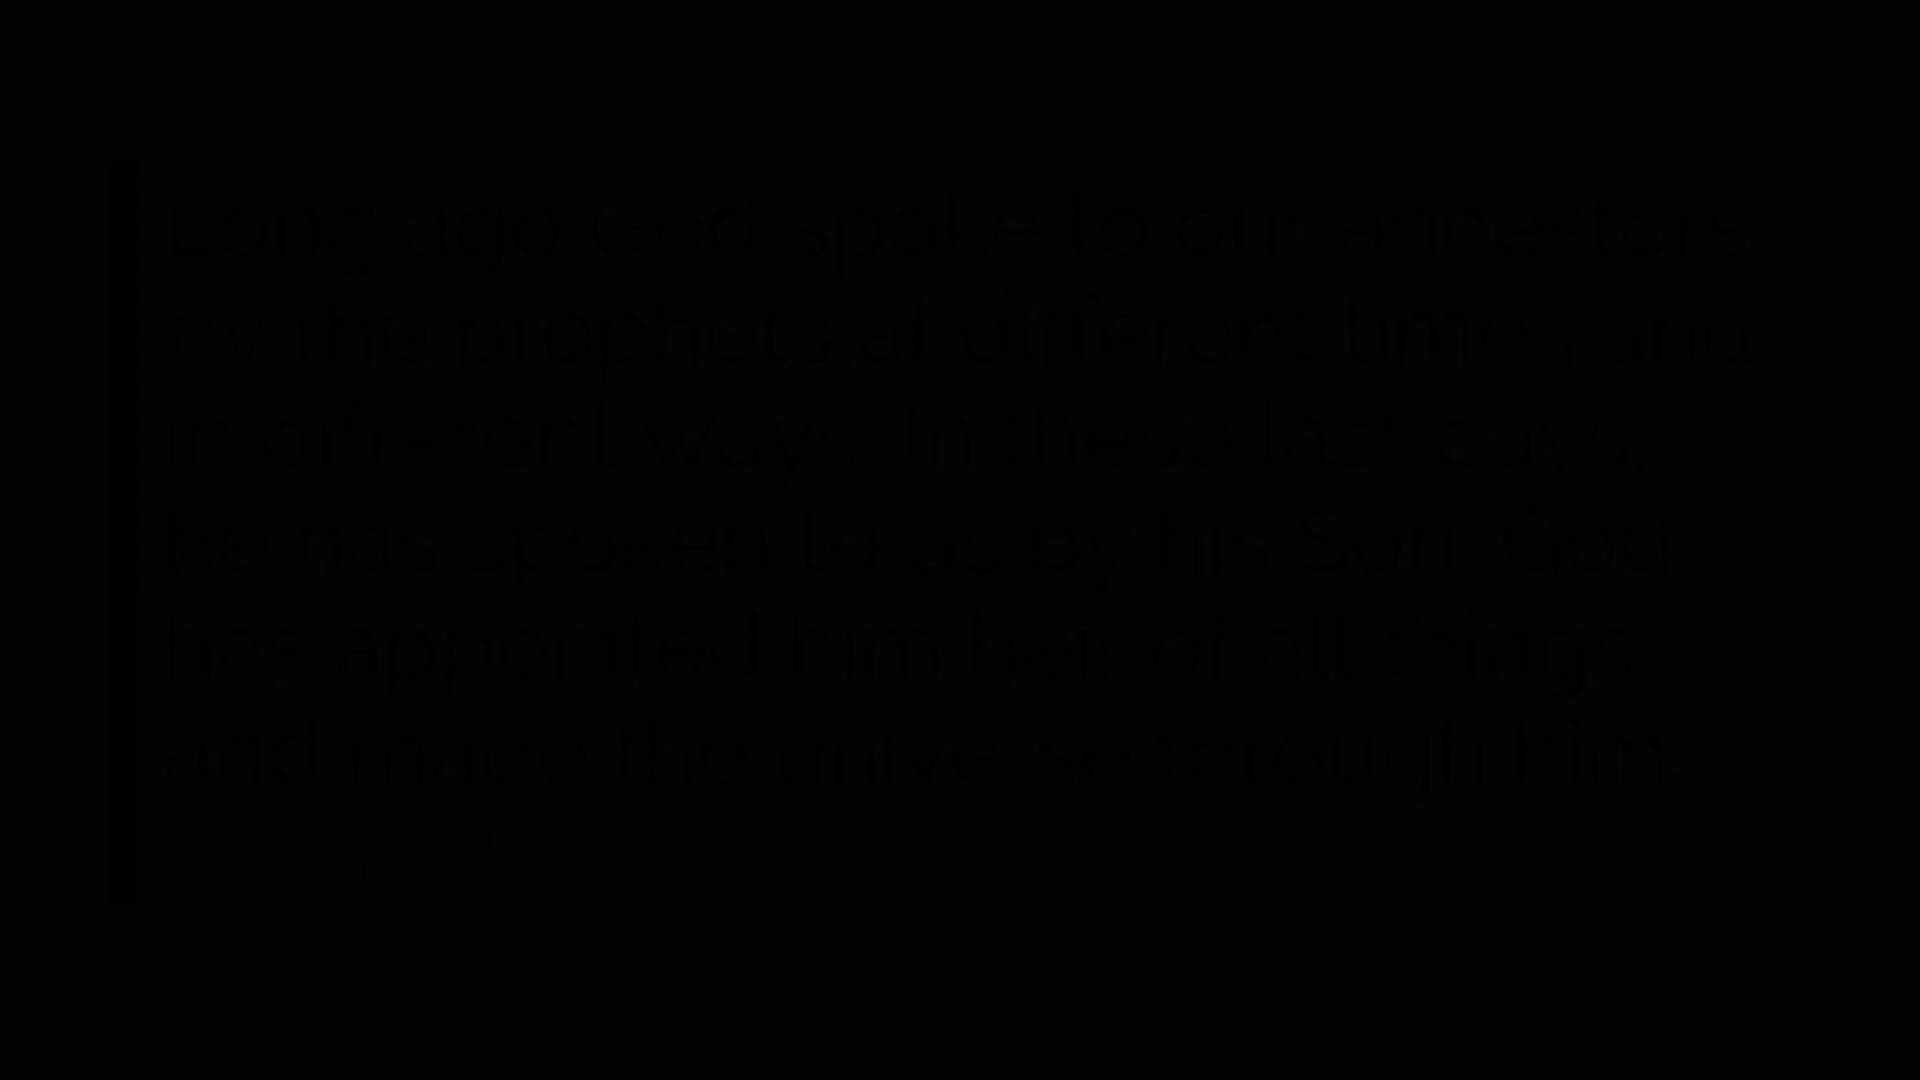 Long ago God spoke to our ancestors
by the prophets at different times and
in different ways. In these last days,
he has spoken to us by his Son. God
has appointed him heir of all things
and made the universe through him.
Hebrews 1:1-2